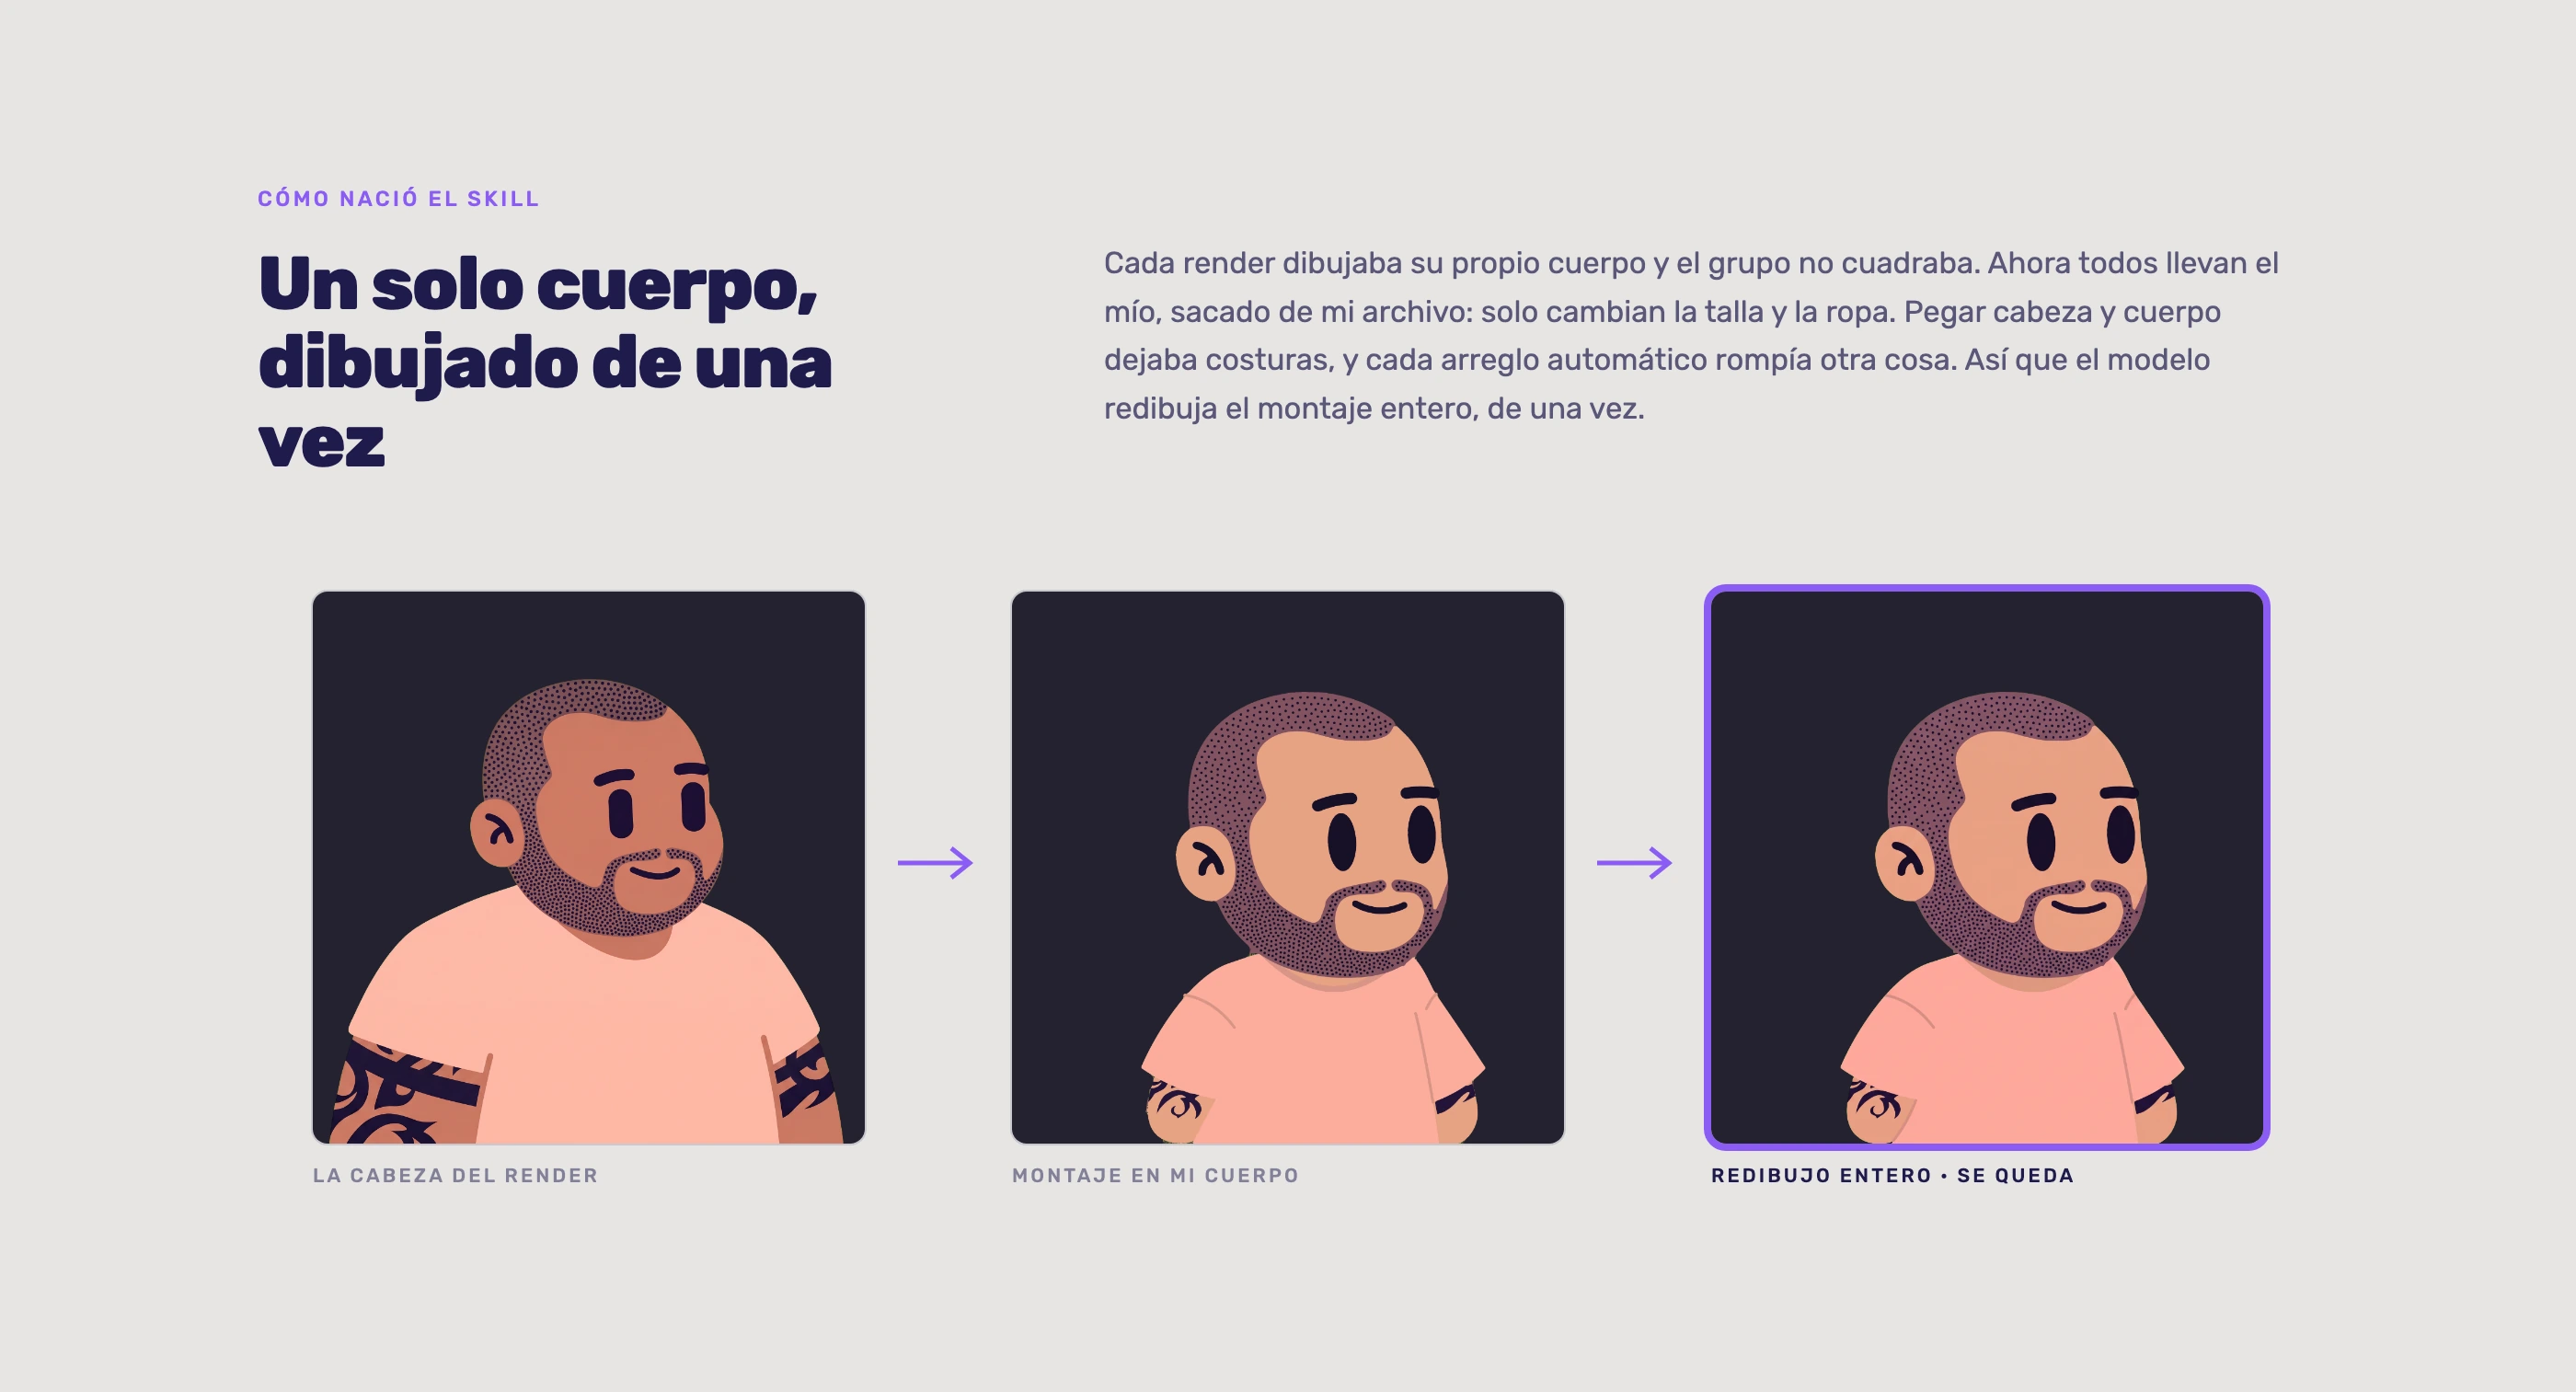 CÓMO NACIÓ EL SKILL
Un solo cuerpo,
dibujado de una
vez
Cada render dibujaba su propio cuerpo y el grupo no cuadraba. Ahora todos llevan el
mío, sacado de mi archivo: solo cambian la talla y la ropa. Pegar cabeza y cuerpo
dejaba costuras, y cada arreglo automático rompía otra cosa. Así que el modelo
redibuja el montaje entero, de una vez.
LA CABEZA DEL RENDER
MONTAJE EN MI CUERPO
REDIBUJO ENTERO • SE QUEDA